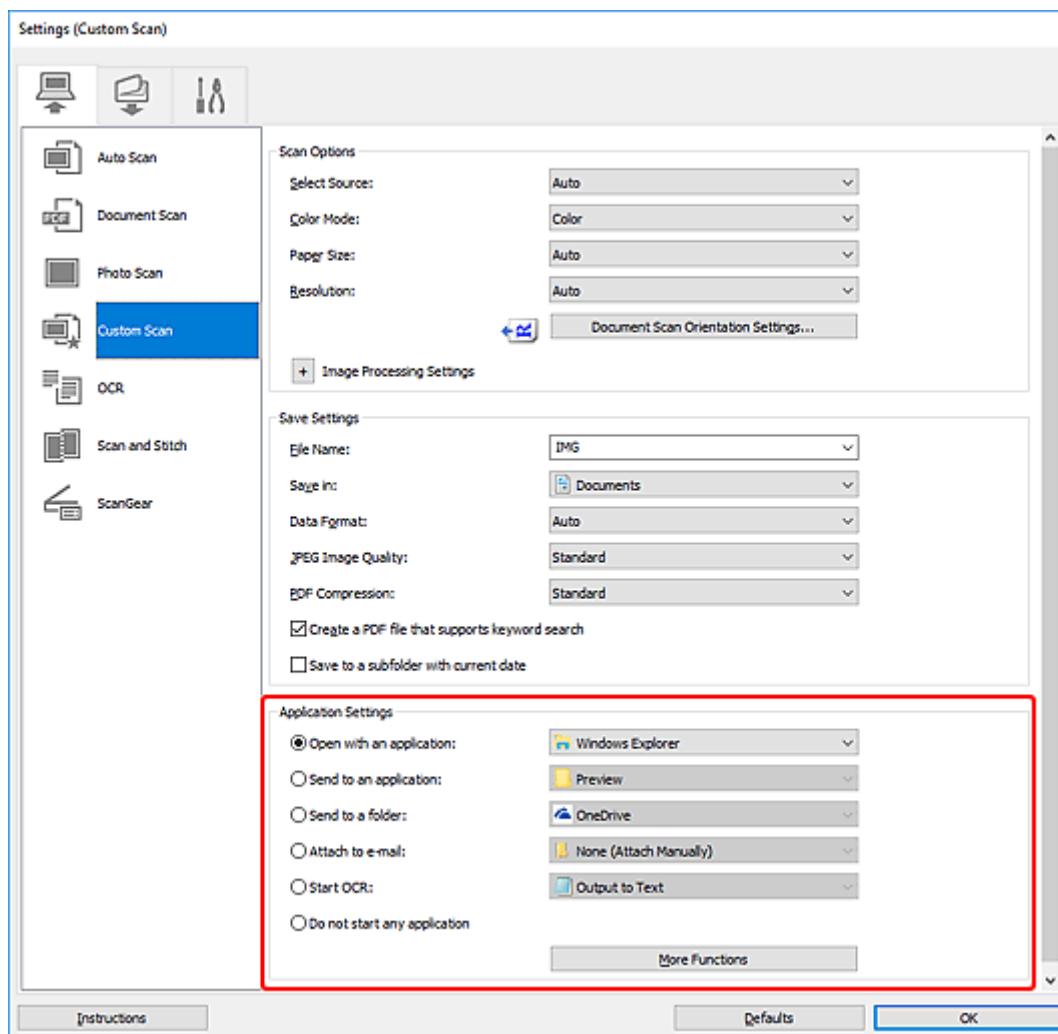 Settings (Custom Scan)
Auto Scan
Document Scan
Photo Scan
Custom Scan
OCR
Scan and Stitch
ScanGear
Scan Options
Select Source: Auto
Color Mode: Color
Paper Size: Auto
Resolution: Auto
Document Scan Orientation Settings...
+ Image Processing Settings
Save Settings
File Name: IMG
Save in: Documents
Data Format: Auto
JPEG Image Quality: Standard
PDF Compression: Standard
Create a PDF file that supports keyword search
Save to a subfolder with current date
Application Settings
Open with an application: Windows Explorer
Send to an application: Preview
Send to a folder: OneDrive
Attach to e-mail: None (Attach Manually)
Start OCR: Output to Text
Do not start any application
More Functions
Instructions Defaults OK